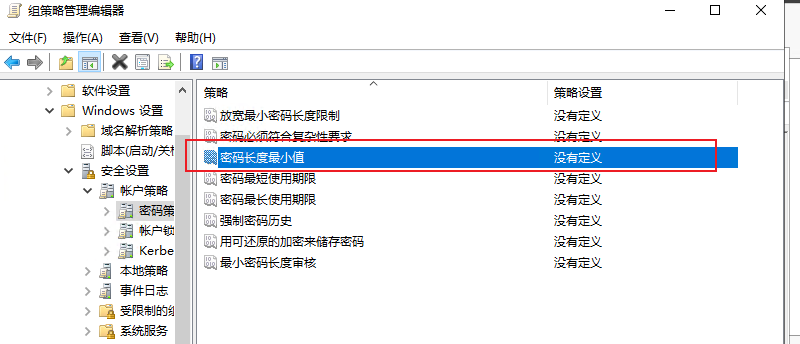 组策略管理编辑器
文件(F) 操作(A) 查看(V) 帮助(H)
软件设置
Windows 设置
域名解析策略
脚本(启动/关机
安全设置
帐户策略
密码策
帐户锁
Kerbe
本地策略
事件日志
受限制的组
系统服务
策略 策略设置
放宽最小密码长度限制 没有定义
密码必须符合复杂性要求 没有定义
密码长度最小值 没有定义
密码最短使用期限 没有定义
密码最长使用期限 没有定义
强制密码历史 没有定义
用可还原的加密来储存密码 没有定义
最小密码长度审核 没有定义